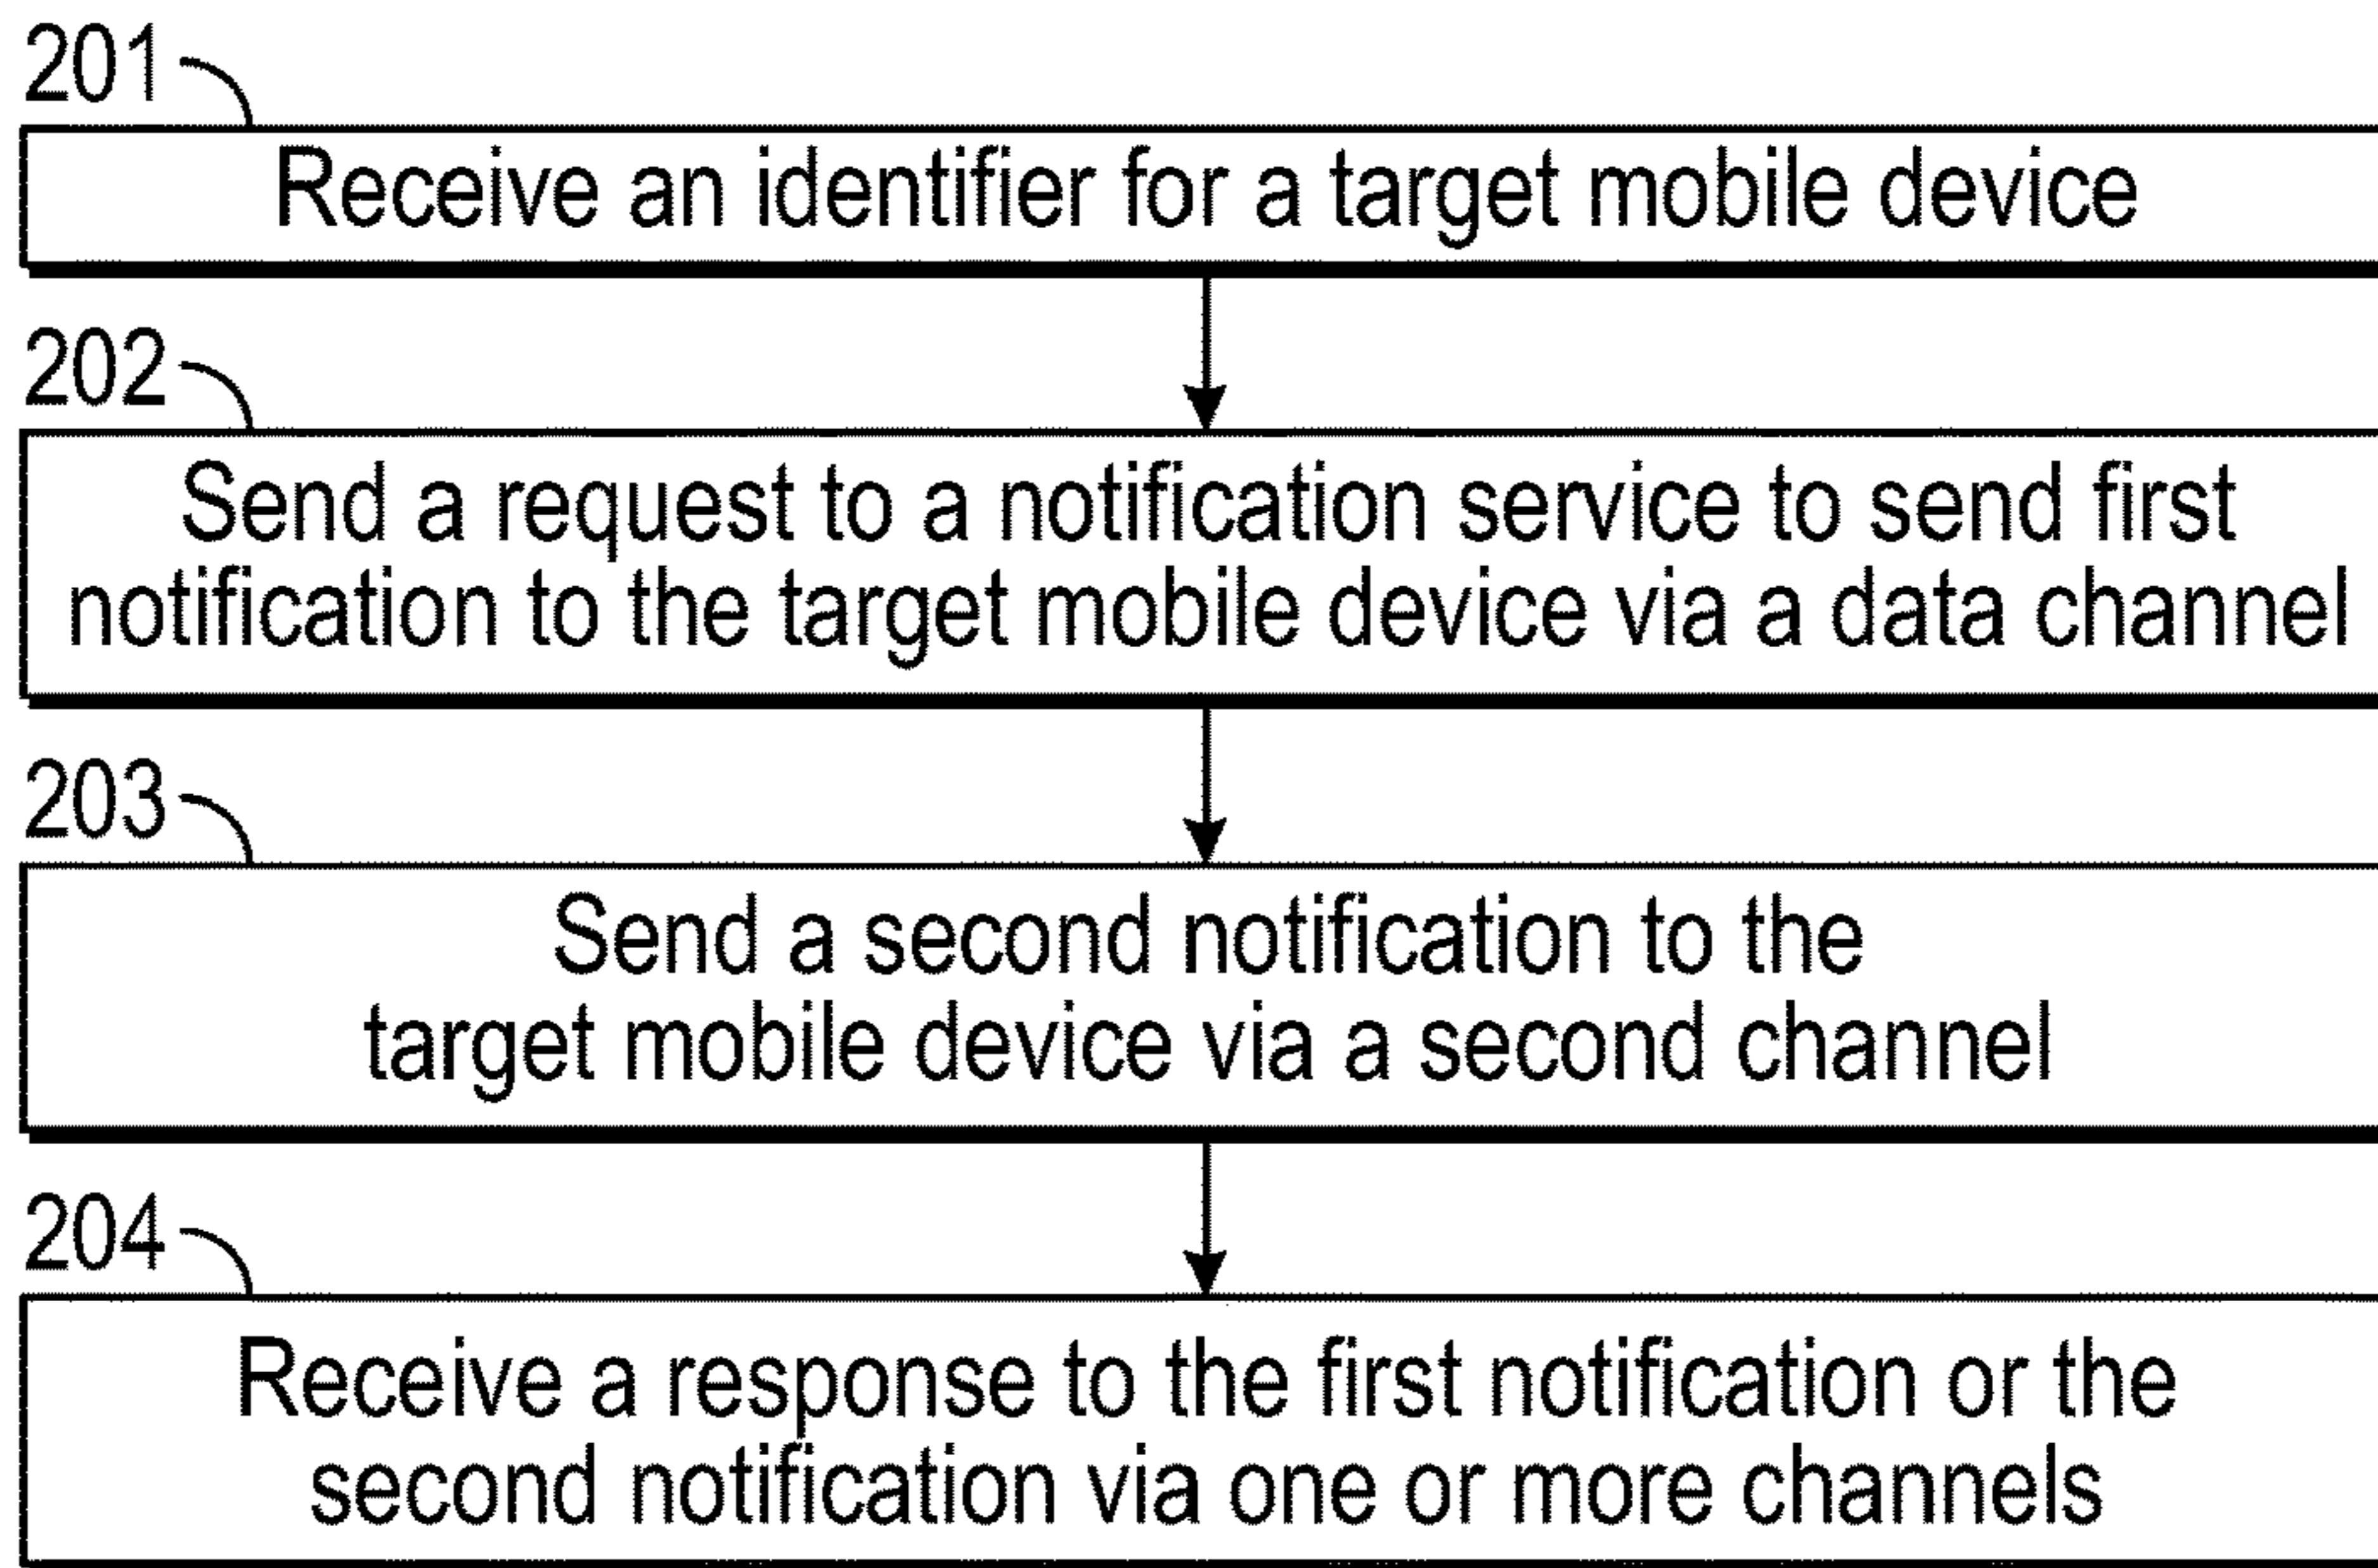 201
Receive an identifier for a target mobile device
202
Send a request to a notification service to send first
notification to the target mobile device via a data channel
203
Send a second notification to the
target mobile device via a second channel
204
Receive a response to the first notification or the
second notification via one or more channels